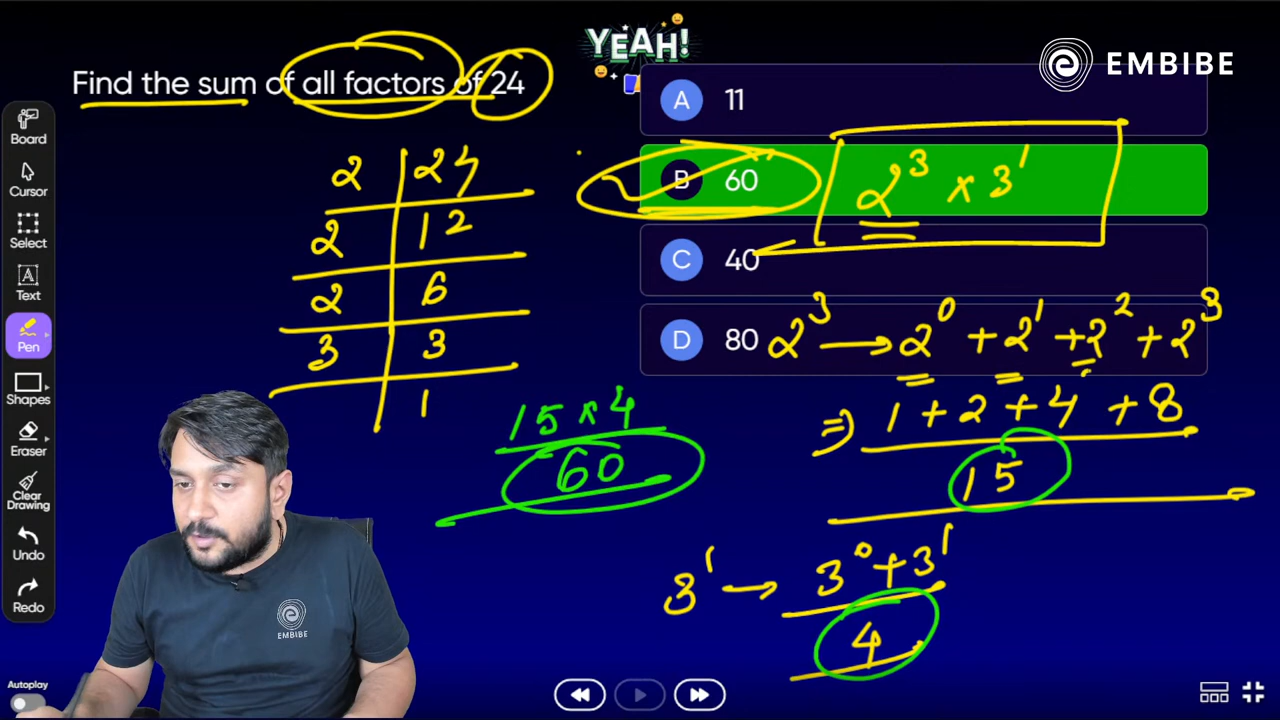 YEAH!
EMBIBE
Find the sum of all factors of 24
A 11
B 60
C 40
D 80
Board
Cursor
Select
A
Text
Pen
Shapes
Eraser
Clear
Drawing
Undo
Redo
2 | 24
2 | 12
2 | 6
3 | 3
1
2³ × 3¹
2³ → 2⁰ + 2¹ + 2² + 2³
⇒ 1 + 2 + 4 + 8
15
3¹ → 3⁰ + 3¹
4
15 × 4
60
EMBIBE
Autoplay